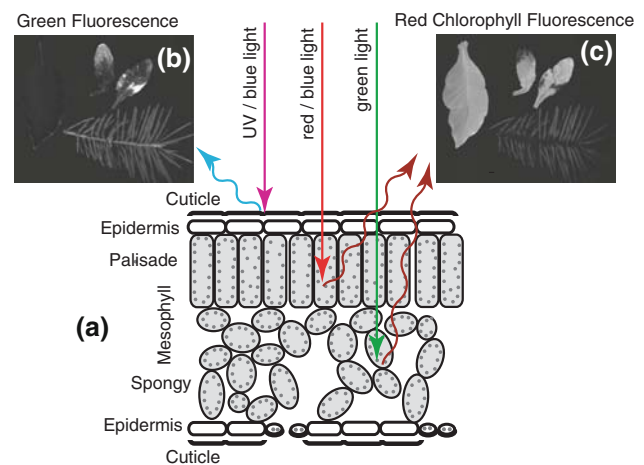 Green Fluorescence
Red Chlorophyll Fluorescence
(b)
(c)
UV / blue light
red / blue light
green light
Cuticle
Epidermis
Palisade
Mesophyll
(a)
Spongy
Epidermis
Cuticle